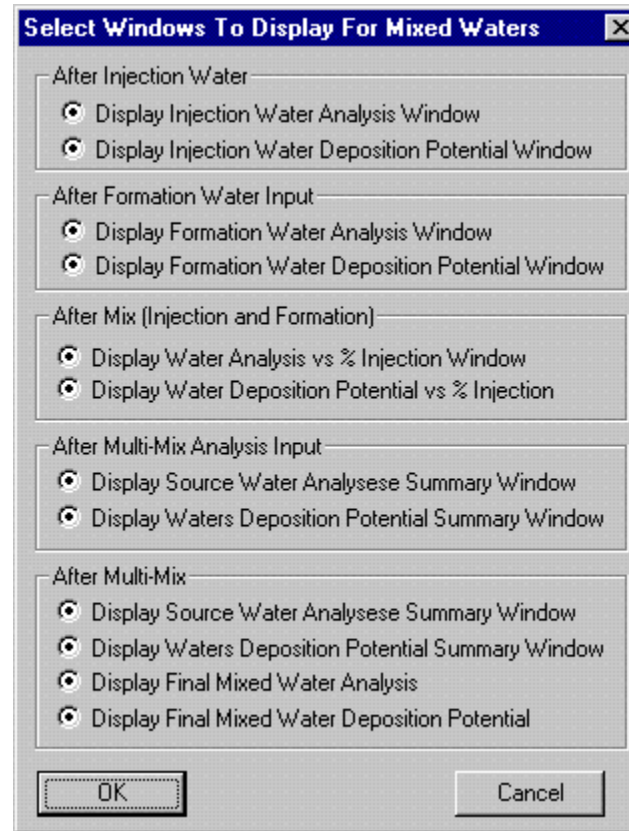 Select Windows To Display For Mixed Waters
After Injection Water
Display Injection Water Analysis Window
Display Injection Water Deposition Potential Window
After Formation Water Input
Display Formation Water Analysis Window
Display Formation Water Deposition Potential Window
After Mix (Injection and Formation)
Display Water Analysis vs % Injection Window
Display Water Deposition Potential vs % Injection
After Multi-Mix Analysis Input
Display Source Water Analysese Summary Window
Display Waters Deposition Potential Summary Window
After Multi-Mix
Display Source Water Analysese Summary Window
Display Waters Deposition Potential Summary Window
Display Final Mixed Water Analysis
Display Final Mixed Water Deposition Potential
OK Cancel